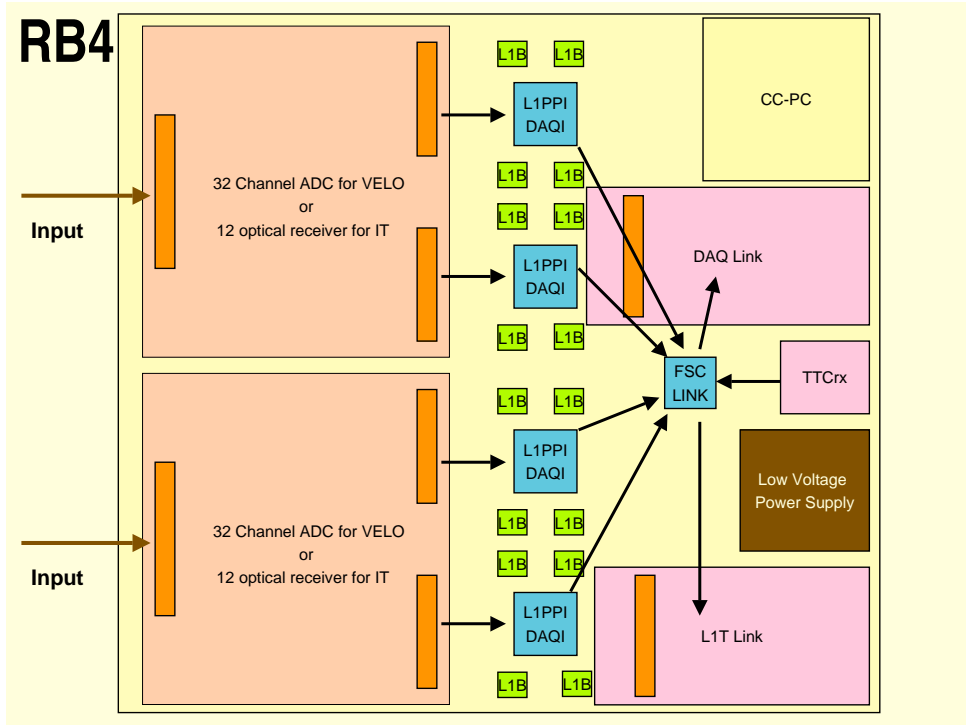 RB4
L1B L1B
L1PPI
DAQI
L1B L1B
32 Channel ADC for VELO
or
12 optical receiver for IT
Input
L1B L1B
L1PPI
DAQI
L1B L1B
CC-PC
DAQ Link
FSC
LINK
TTCrx
Low Voltage
Power Supply
L1B L1B
L1PPI
DAQI
L1B L1B
32 Channel ADC for VELO
or
12 optical receiver for IT
Input
L1B L1B
L1PPI
DAQI
L1B L1B
L1T Link